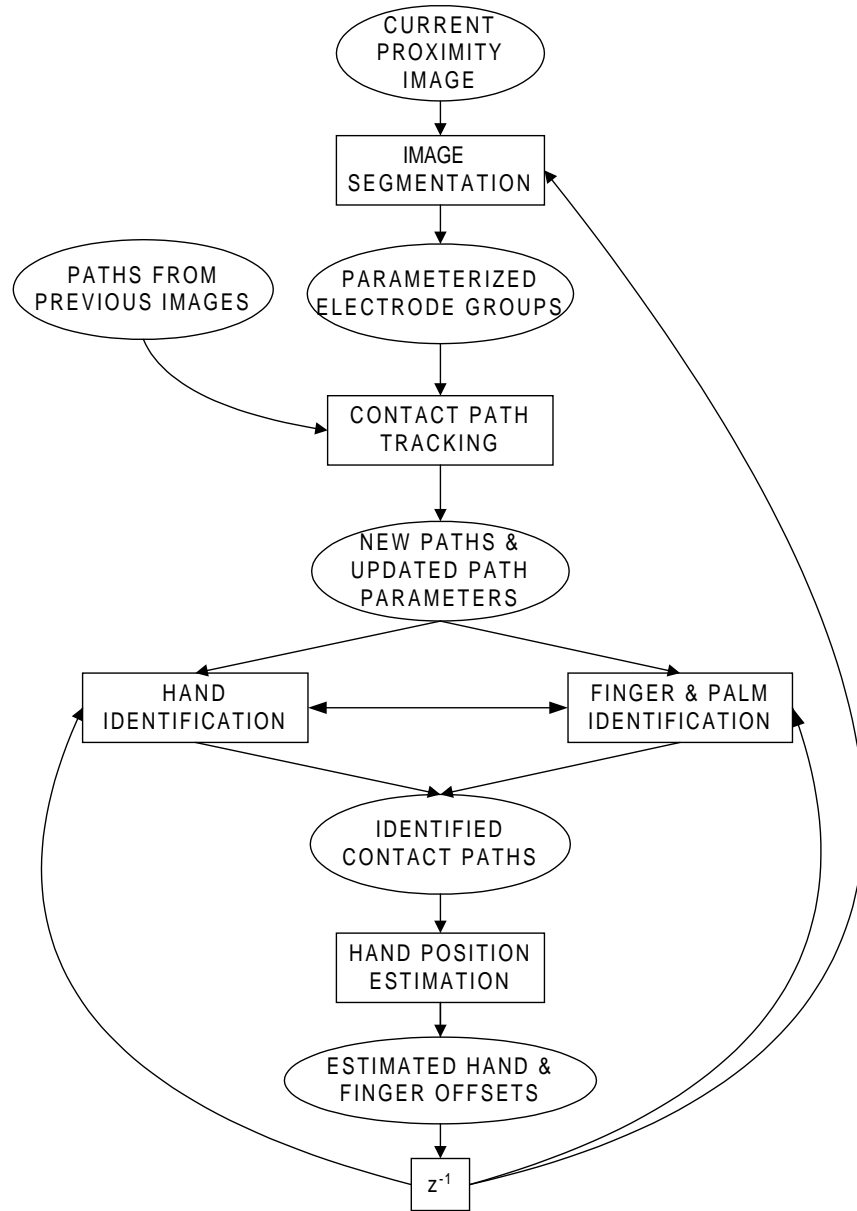 CURRENT
PROXIMITY
IMAGE
IMAGE
SEGMENTATION
PATHS FROM
PREVIOUS IMAGES
PARAMETERIZED
ELECTRODE GROUPS
CONTACT PATH
TRACKING
NEW PATHS &
UPDATED PATH
PARAMETERS
HAND
IDENTIFICATION
FINGER & PALM
IDENTIFICATION
IDENTIFIED
CONTACT PATHS
HAND POSITION
ESTIMATION
ESTIMATED HAND &
FINGER OFFSETS
z⁻¹